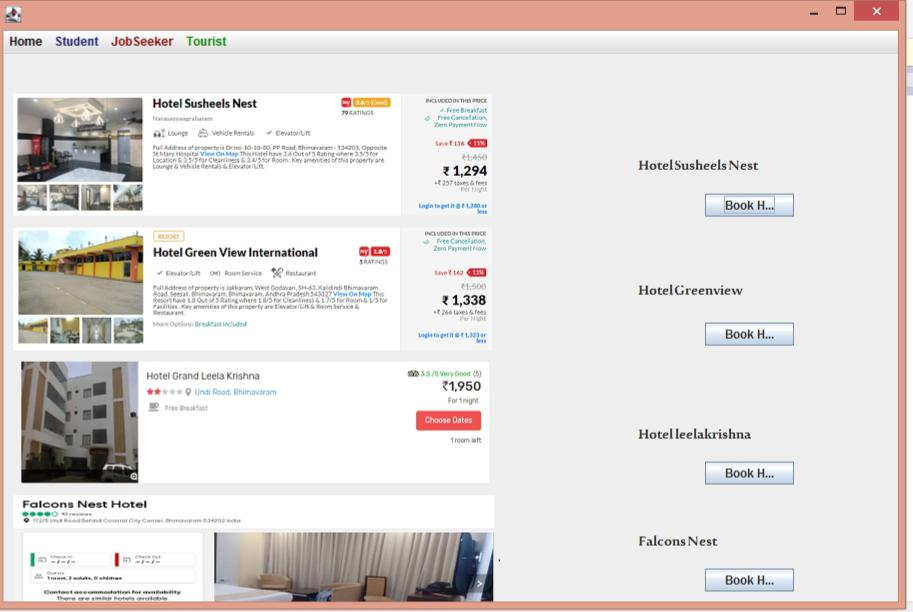 Home Student JobSeeker Tourist
Hotel Susheels Nest
my 3.6/5 (Good)
79 RATINGS
Narasayyaagraharam
Lounge Vehicle Rentals Elevator/Lift
Full Address of property is Dr.no: 10-10-80, PP Road, Bhimavaram - 534201, Opposite
St Mary Hospital View On Map This Hotel have 3.6 Out of 5 Rating where 3.5/5 for
Location & 3.5/5 for Cleanliness & 3.4/5 for Room . Key amenities of this property are
Lounge & Vehicle Rentals & Elevator/Lift.
INCLUDED IN THIS PRICE
Free Breakfast
Free Cancellation,
Zero Payment Now
Save ₹ 156 11%
₹1,450
₹ 1,294
+₹ 257 taxes & fees
Per Night
Login to get it @ ₹ 1,280 or
less
Hotel Susheels Nest
Book H...
RESORT
Hotel Green View International
my 1.8/5
5 RATINGS
Elevator/Lift Room Service Restaurant
Full Address of property is Jakkaram, West Godavari, SH-63, Kalidindi Bhimavaram
Road, Seesali, Bhimavaram, Bhimavaram, Andhra Pradesh 543327 View On Map This
Resort have 1.8 Out of 5 Rating where 1.8/5 for Cleanliness & 1.7/5 for Room & 1/5 for
Facilities . Key amenities of this property are Elevator/Lift & Room Service &
Restaurant.
More Options: Breakfast Included
INCLUDED IN THIS PRICE
Free Cancellation,
Zero Payment Now
Save ₹ 162 11%
₹1,500
₹ 1,338
+₹ 266 taxes & fees
Per Night
Login to get it @ ₹ 1,323 or
less
Hotel Greenview
Book H...
Hotel Grand Leela Krishna
Undi Road, Bhimavaram
Free Breakfast
3.5 /5 Very Good (5)
₹1,950
For 1 night
Choose Dates
1 room left
Hotel leelakrishna
Book H...
Falcons Nest Hotel
43 reviews
172/5 Undi Road Behind Coastal City Center, Bhimavaram 534202 India
Check In
–/–/–
Check Out
–/–/–
Guests
1 room, 2 adults, 0 children
Contact accommodation for availability.
There are similar hotels available.
Falcons Nest
Book H...